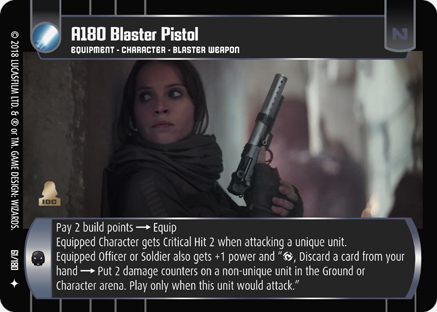 A180 Blaster Pistol
EQUIPMENT - CHARACTER - BLASTER WEAPON
N
© 2018 LUCASFILM LTD. & ® or TM. GAME DESIGN: WIZARDS.
IDC
Pay 2 build points → Equip
Equipped Character gets Critical Hit 2 when attacking a unique unit.
Equipped Officer or Soldier also gets +1 power and ", Discard a card from your
hand → Put 2 damage counters on a non-unique unit in the Ground or
Character arena. Play only when this unit would attack."